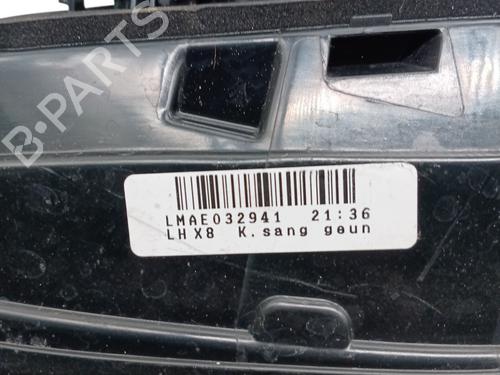 B-PARTS
LMAE032941 21:36
LH X8 K.sang geun